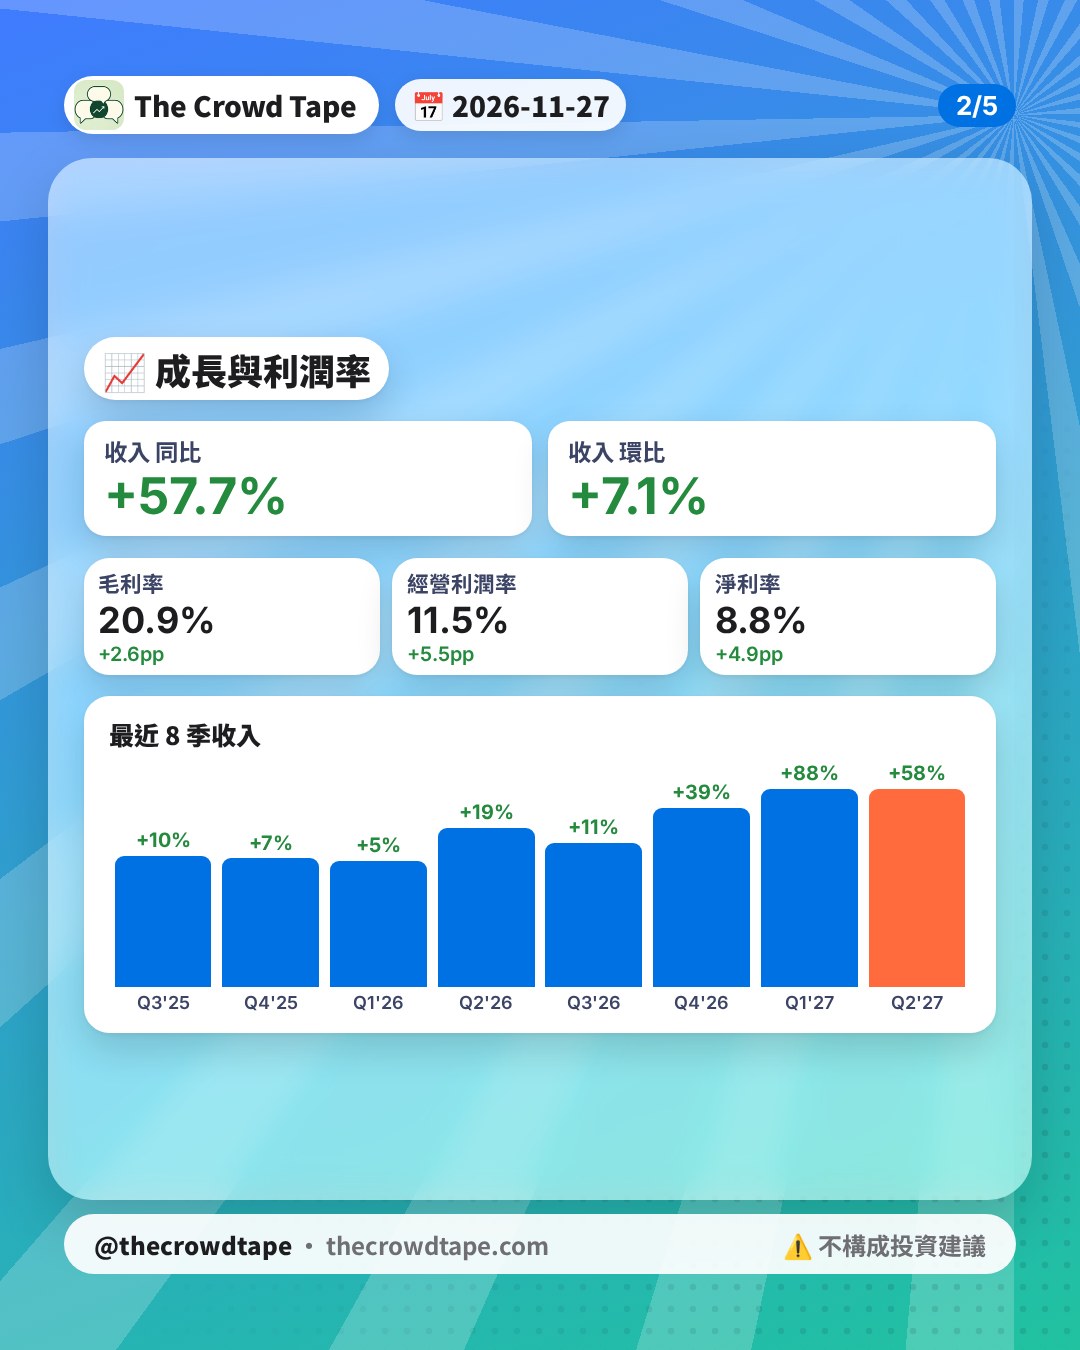 The Crowd Tape
📅 2026-11-27
2/5
📈 成長與利潤率
收入 同比
+57.7%
收入 環比
+7.1%
毛利率
20.9%
+2.6pp
經營利潤率
11.5%
+5.5pp
淨利率
8.8%
+4.9pp
最近 8 季收入
+10%
+7%
+5%
+19%
+11%
+39%
+88%
+58%
Q3'25
Q4'25
Q1'26
Q2'26
Q3'26
Q4'26
Q1'27
Q2'27
@thecrowdtape • thecrowdtape.com
⚠️ 不構成投資建議